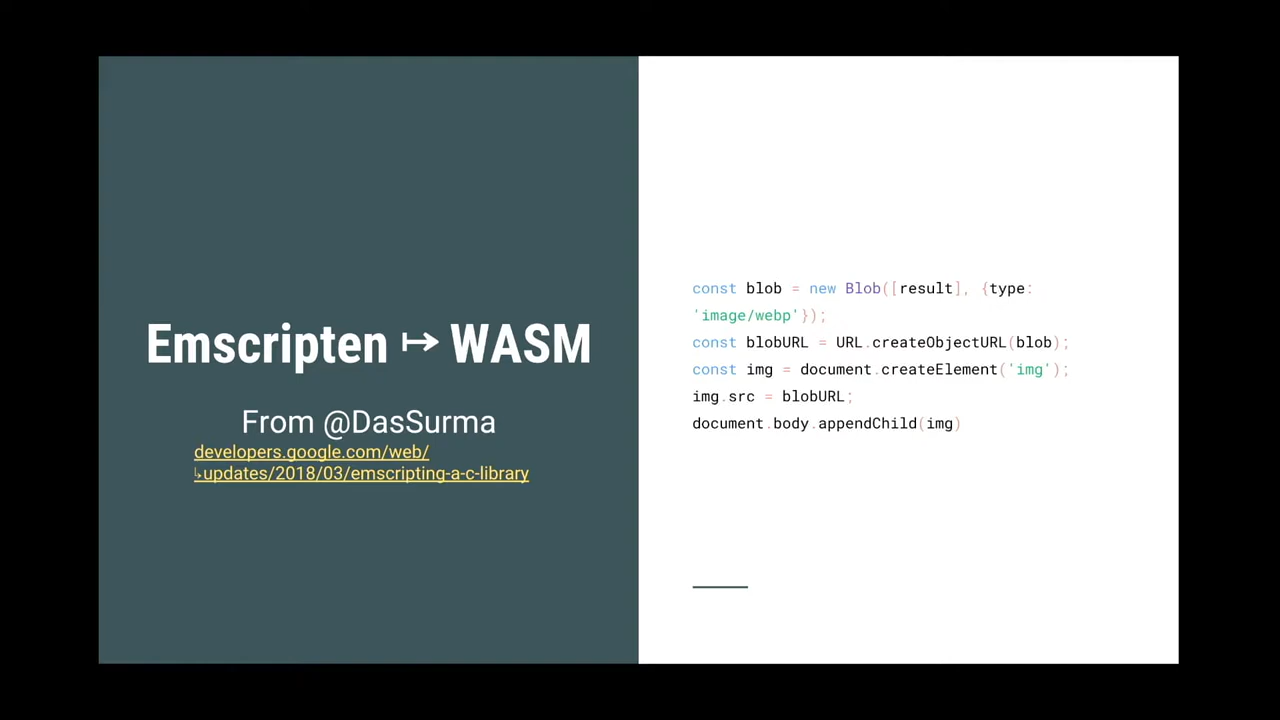 Emscripten ↦ WASM
From @DasSurma
developers.google.com/web/
↳updates/2018/03/emscripting-a-c-library
const blob = new Blob([result], {type:
'image/webp'});
const blobURL = URL.createObjectURL(blob);
const img = document.createElement('img');
img.src = blobURL;
document.body.appendChild(img)